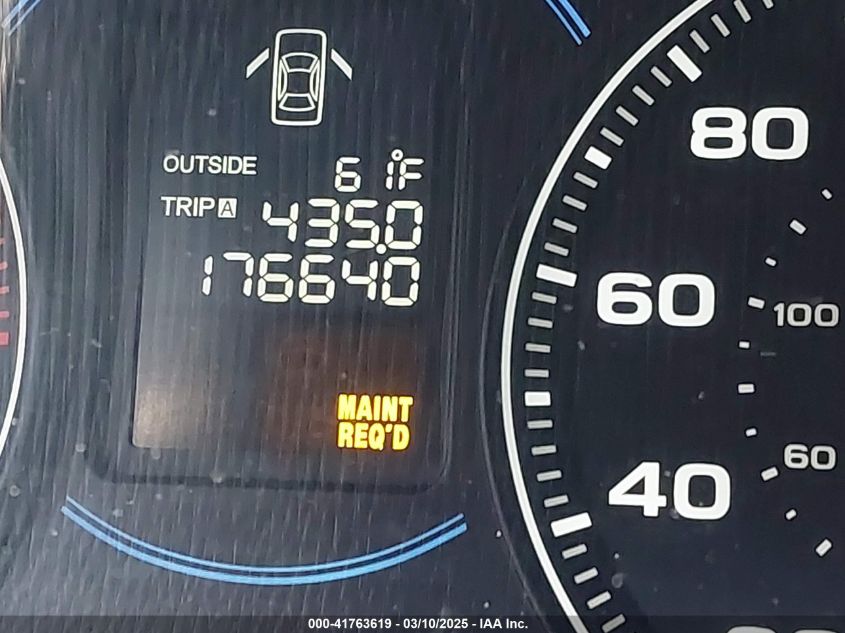 OUTSIDE 61°F
TRIP A 435.0
176640
MAINT
REQ'D
80
60
40
100
60
000-41763619 - 03/10/2025 - IAA Inc.